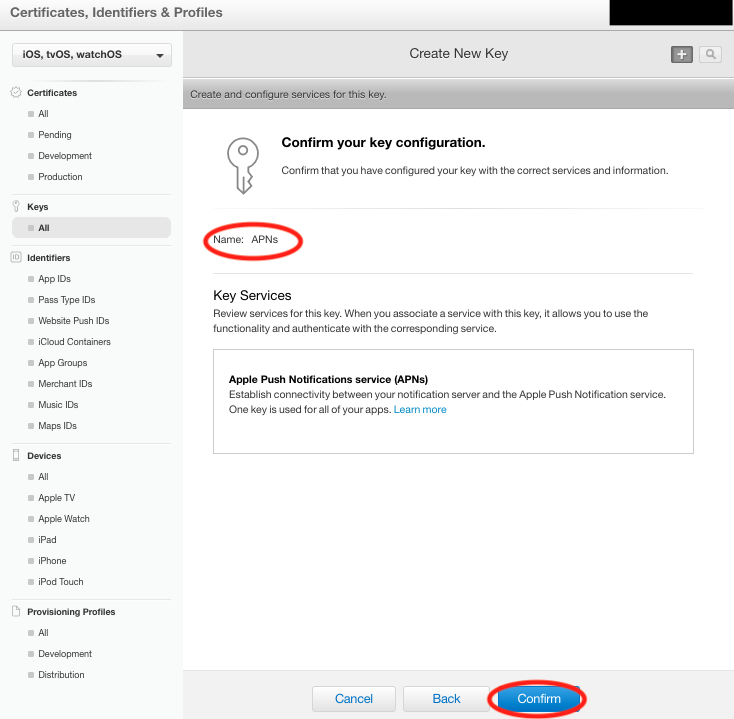 Certificates, Identifiers & Profiles
iOS, tvOS, watchOS
Certificates
All
Pending
Development
Production
Keys
All
ID Identifiers
App IDs
Pass Type IDs
Website Push IDs
iCloud Containers
App Groups
Merchant IDs
Music IDs
Maps IDs
Devices
All
Apple TV
Apple Watch
iPad
iPhone
iPod Touch
Provisioning Profiles
All
Development
Distribution
Create New Key
Create and configure services for this key.
Confirm your key configuration.
Confirm that you have configured your key with the correct services and information.
Name: APNs
Key Services
Review services for this key. When you associate a service with this key, it allows you to use the
functionality and authenticate with the corresponding service.
Apple Push Notifications service (APNs)
Establish connectivity between your notification server and the Apple Push Notification service.
One key is used for all of your apps. Learn more
Cancel Back Confirm